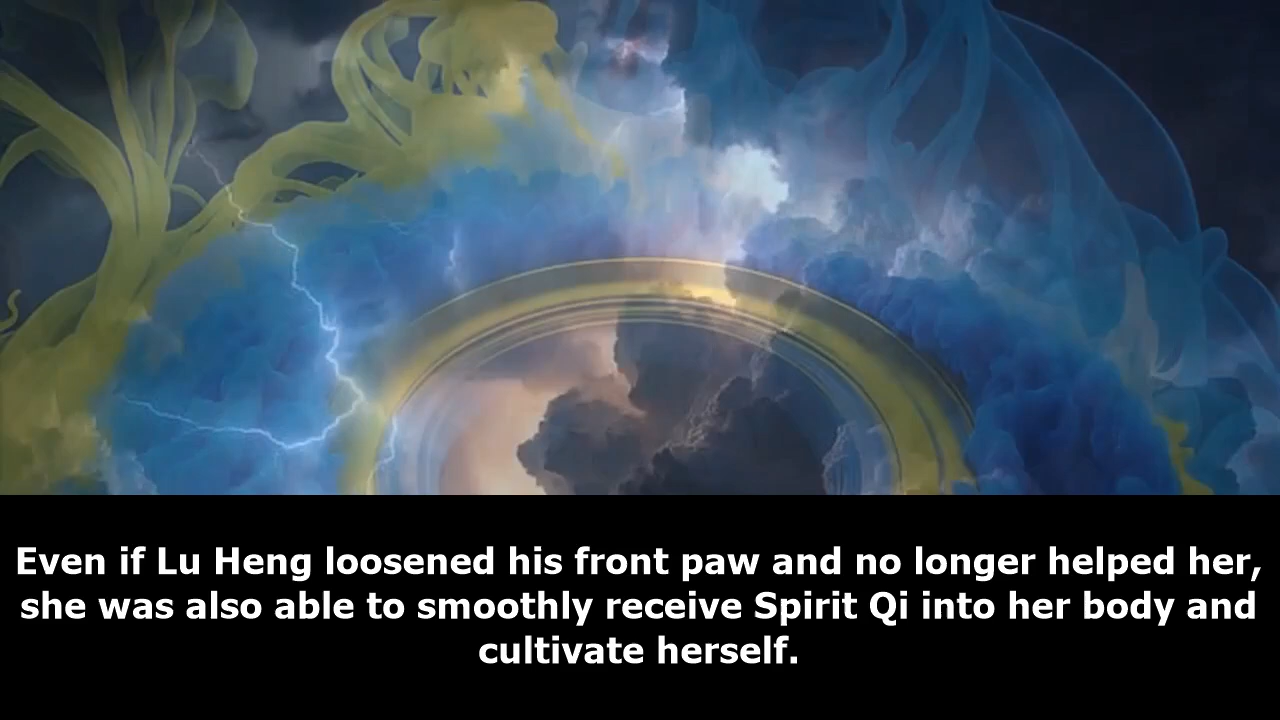 Even if Lu Heng loosened his front paw and no longer helped her,
she was also able to smoothly receive Spirit Qi into her body and
cultivate herself.